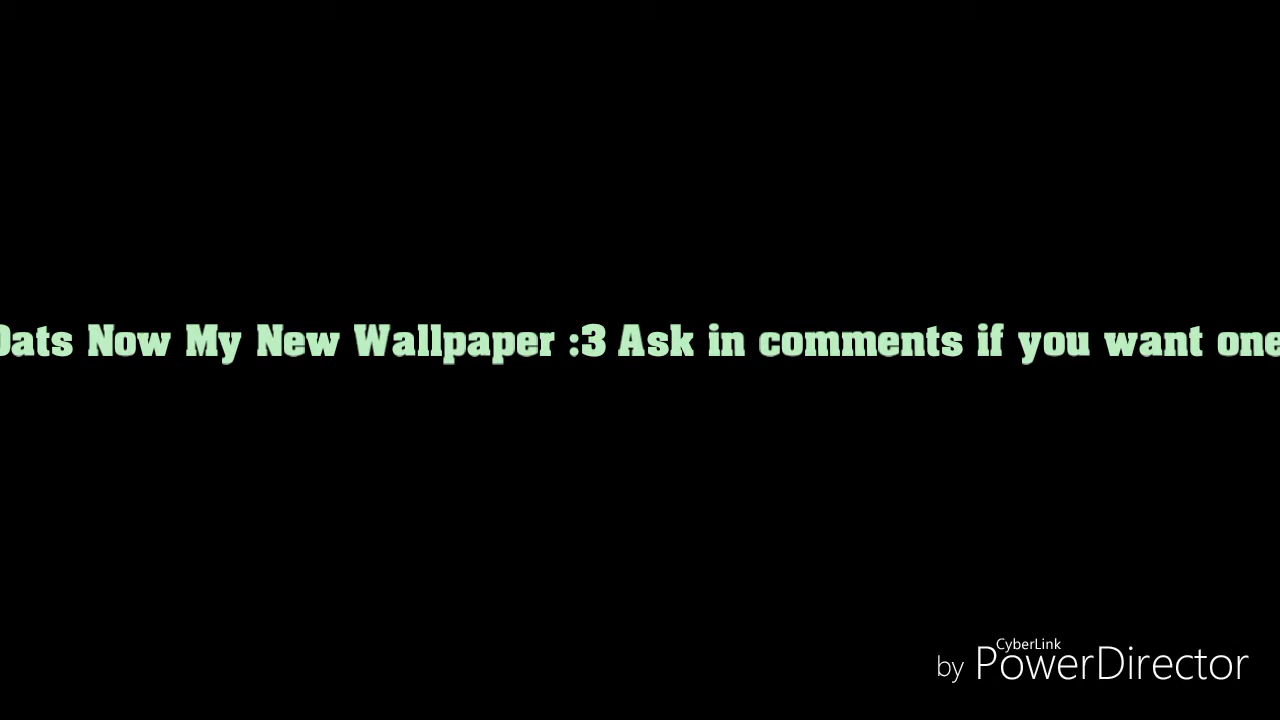 Dats Now My New Wallpaper :3 Ask in comments if you want one
CyberLink
by PowerDirector